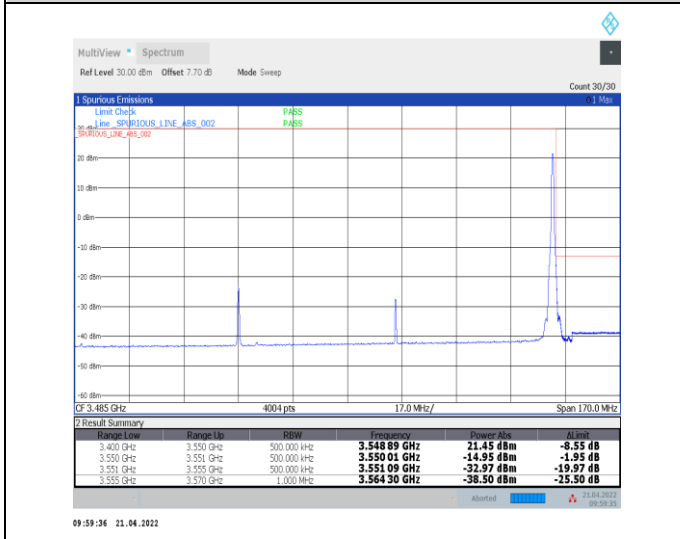 MultiView Spectrum
Ref Level 30.00 dBm Offset 7.70 dB Mode Sweep
Count 30/30
1 Spurious Emissions 1 Max
Limit Check PASS
Line _SPURIOUS_LINE_ABS_002 PASS
30 dBm
_SPURIOUS_LINE_ABS_002
20 dBm
10 dBm
0 dBm
-10 dBm
-20 dBm
-30 dBm
-40 dBm
-50 dBm
-60 dBm
CF 3.485 GHz 4004 pts 17.0 MHz/ Span 170.0 MHz
2 Result Summary
Range Low Range Up RBW Frequency Power Abs ΔLimit
3.400 GHz 3.550 GHz 500.000 kHz 3.548 89 GHz 21.45 dBm -8.55 dB
3.550 GHz 3.551 GHz 500.000 kHz 3.550 01 GHz -14.95 dBm -1.95 dB
3.551 GHz 3.555 GHz 500.000 kHz 3.551 09 GHz -32.97 dBm -19.97 dB
3.555 GHz 3.570 GHz 1.000 MHz 3.564 30 GHz -38.50 dBm -25.50 dB
Aborted 21.04.2022
09:59:35
09:59:36 21.04.2022